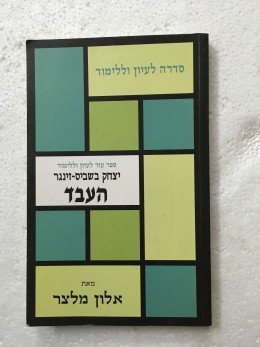 סדרה לעיון וללימוד
ספר עזר לעיון וללימוד
יצחק בשביס-זינגר
העבד
מאת
אלון מלצר